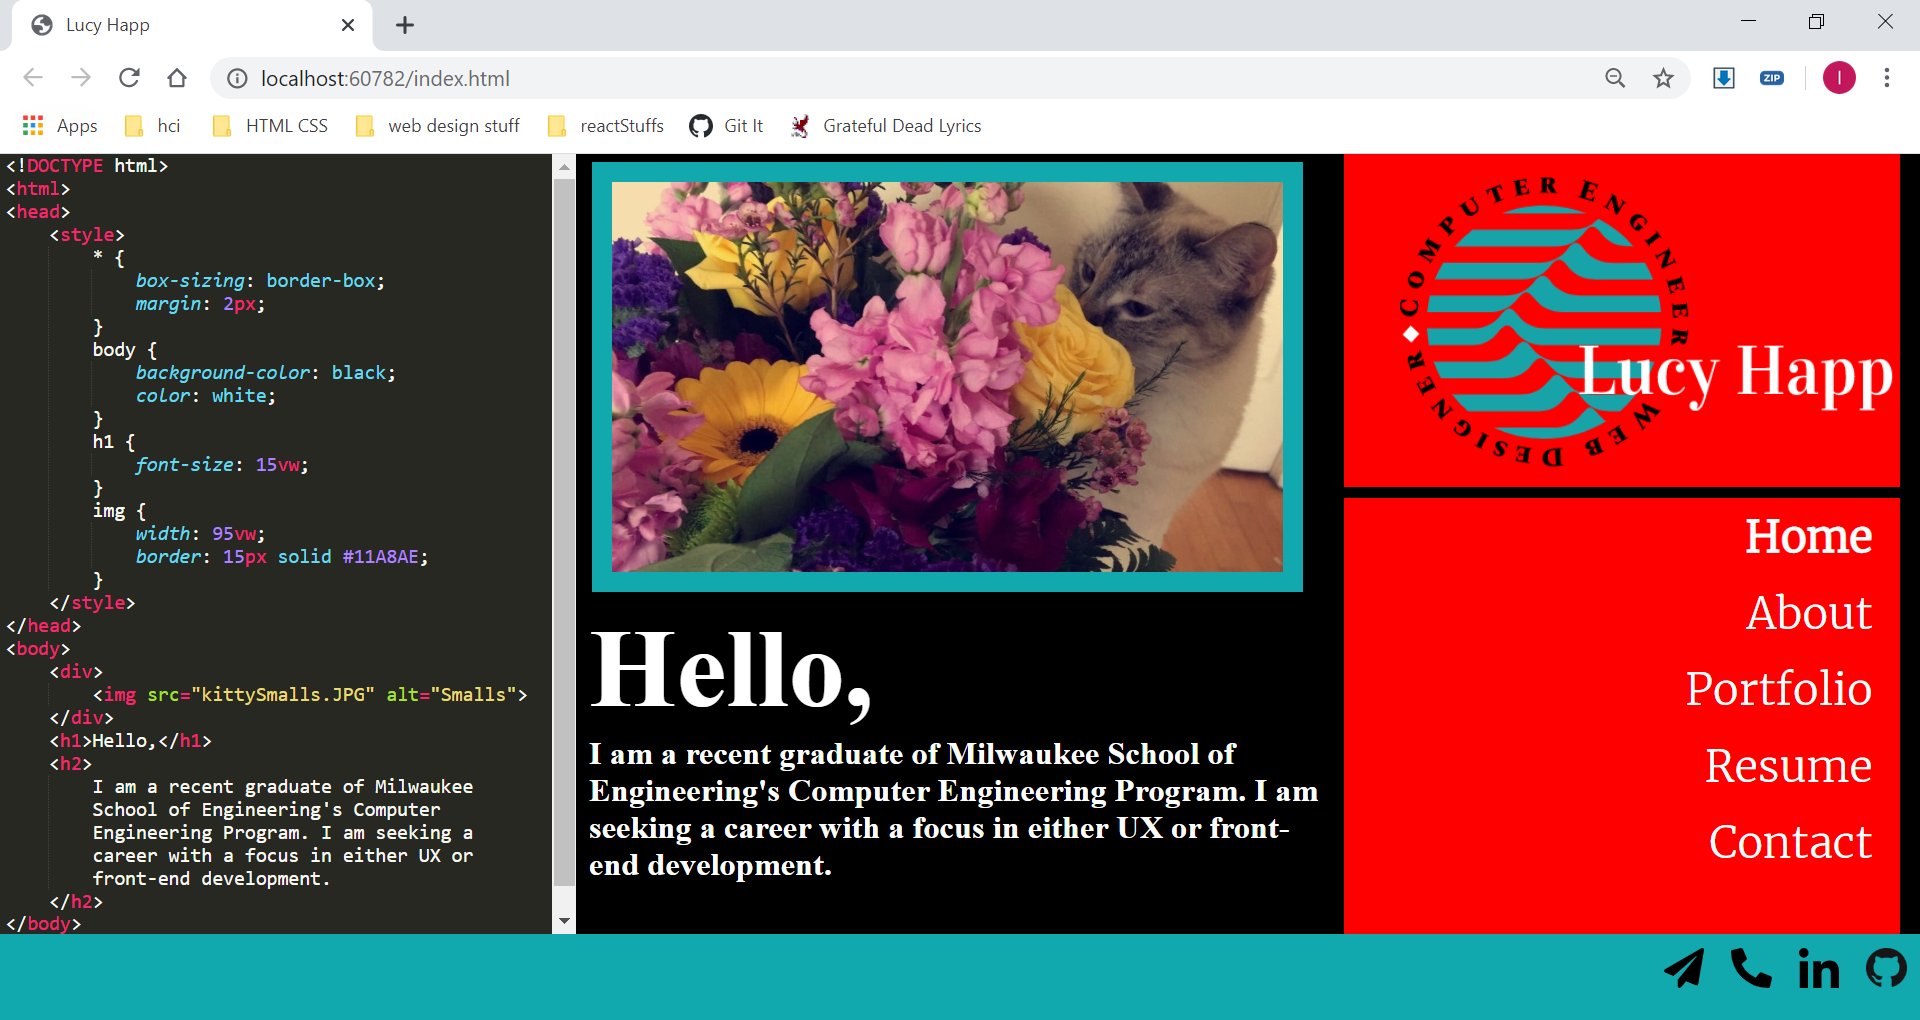 Lucy Happ
localhost:60782/index.html
ZIP
I
Apps
hci
HTML CSS
web design stuff
reactStuffs
Git It
Grateful Dead Lyrics
<!DOCTYPE html>
<html>
<head>
<style>
* {
box-sizing: border-box;
margin: 2px;
}
body {
background-color: black;
color: white;
}
h1 {
font-size: 15vw;
}
img {
width: 95vw;
border: 15px solid #11A8AE;
}
</style>
</head>
<body>
<div>
<img src="kittySmalls.JPG" alt="Smalls">
</div>
<h1>Hello,</h1>
<h2>
I am a recent graduate of Milwaukee
School of Engineering's Computer
Engineering Program. I am seeking a
career with a focus in either UX or
front-end development.
</h2>
</body>
Hello,
I am a recent graduate of Milwaukee School of
Engineering's Computer Engineering Program. I am
seeking a career with a focus in either UX or front-
end development.
COMPUTER ENGINEER
WEB DESIGNER
Lucy Happ
Home
About
Portfolio
Resume
Contact
in